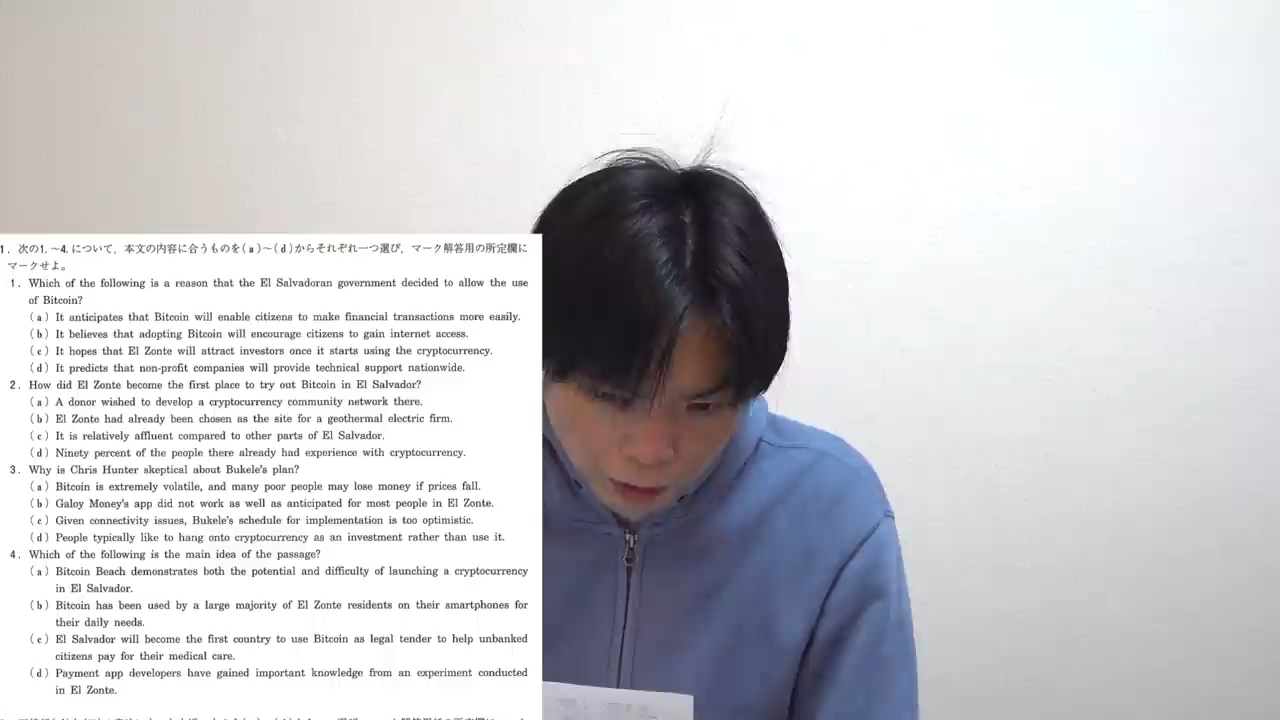 1. 次の1.～4.について，本文の内容に合うものを(a)～(d)からそれぞれ一つ選び，マーク解答用の所定欄に
マークせよ。
1. Which of the following is a reason that the El Salvadoran government decided to allow the use
of Bitcoin?
(a) It anticipates that Bitcoin will enable citizens to make financial transactions more easily.
(b) It believes that adopting Bitcoin will encourage citizens to gain internet access.
(c) It hopes that El Zonte will attract investors once it starts using the cryptocurrency.
(d) It predicts that non-profit companies will provide technical support nationwide.
2. How did El Zonte become the first place to try out Bitcoin in El Salvador?
(a) A donor wished to develop a cryptocurrency community network there.
(b) El Zonte had already been chosen as the site for a geothermal electric firm.
(c) It is relatively affluent compared to other parts of El Salvador.
(d) Ninety percent of the people there already had experience with cryptocurrency.
3. Why is Chris Hunter skeptical about Bukele's plan?
(a) Bitcoin is extremely volatile, and many poor people may lose money if prices fall.
(b) Galoy Money's app did not work as well as anticipated for most people in El Zonte.
(c) Given connectivity issues, Bukele's schedule for implementation is too optimistic.
(d) People typically like to hang onto cryptocurrency as an investment rather than use it.
4. Which of the following is the main idea of the passage?
(a) Bitcoin Beach demonstrates both the potential and difficulty of launching a cryptocurrency
in El Salvador.
(b) Bitcoin has been used by a large majority of El Zonte residents on their smartphones for
their daily needs.
(c) El Salvador will become the first country to use Bitcoin as legal tender to help unbanked
citizens pay for their medical care.
(d) Payment app developers have gained important knowledge from an experiment conducted
in El Zonte.